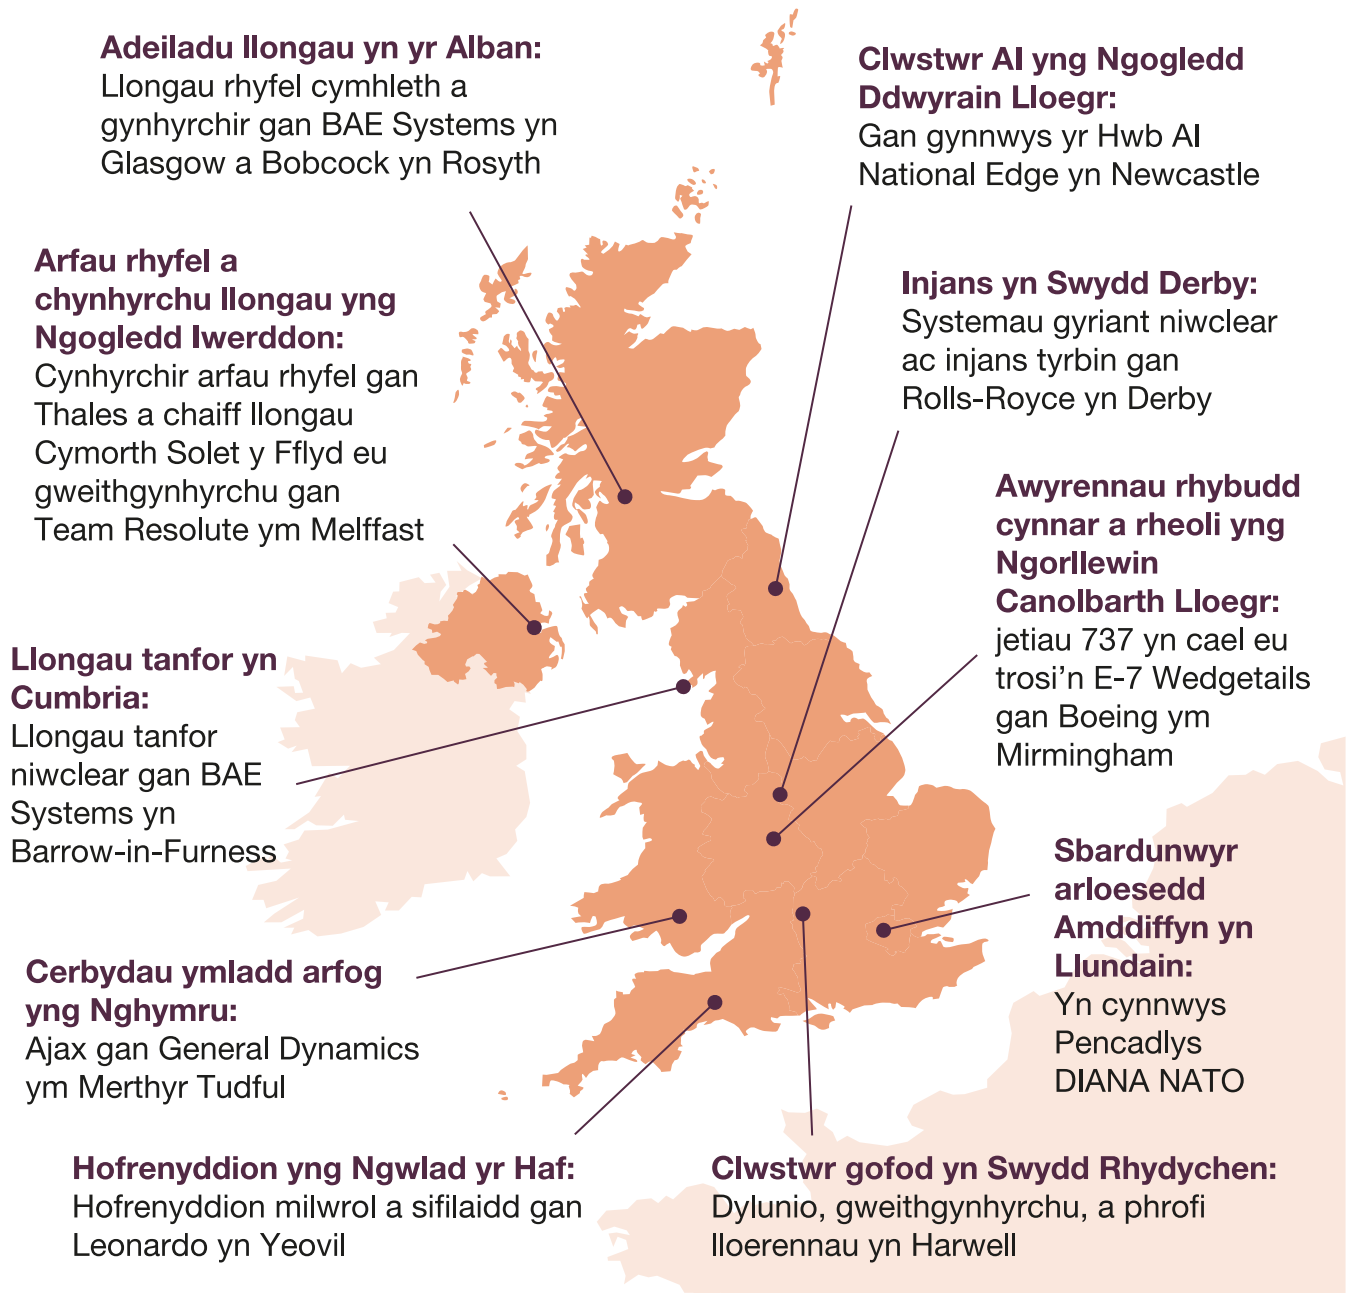 Adeiladu llongau yn yr Alban:
Llongau rhyfel cymhleth a
gynhyrchir gan BAE Systems yn
Glasgow a Bobcock yn Rosyth
Clwstwr AI yng Ngogledd
Ddwyrain Lloegr:
Gan gynnwys yr Hwb AI
National Edge yn Newcastle
Arfau rhyfel a
chynhyrchu llongau yng
Ngogledd Iwerddon:
Cynhyrchir arfau rhyfel gan
Thales a chaiff llongau
Cymorth Solet y Fflyd eu
gweithgynhyrchu gan
Team Resolute ym Melffast
Injans yn Swydd Derby:
Systemau gyriant niwclear
ac injans tyrbin gan
Rolls-Royce yn Derby
Awyrennau rhybudd
cynnar a rheoli yng
Ngorllewin
Canolbarth Lloegr:
jetiau 737 yn cael eu
trosi’n E-7 Wedgetails
gan Boeing ym
Mirmingham
Llongau tanfor yn
Cumbria:
Llongau tanfor
niwclear gan BAE
Systems yn
Barrow-in-Furness
Sbardunwyr
arloesedd
Amddiffyn yn
Llundain:
Yn cynnwys
Pencadlys
DIANA NATO
Cerbydau ymladd arfog
yng Nghymru:
Ajax gan General Dynamics
ym Merthyr Tudful
Hofrenyddion yng Ngwlad yr Haf:
Hofrenyddion milwrol a sifilaidd gan
Leonardo yn Yeovil
Clwstwr gofod yn Swydd Rhydychen:
Dylunio, gweithgynhyrchu, a phrofi
lloerennau yn Harwell